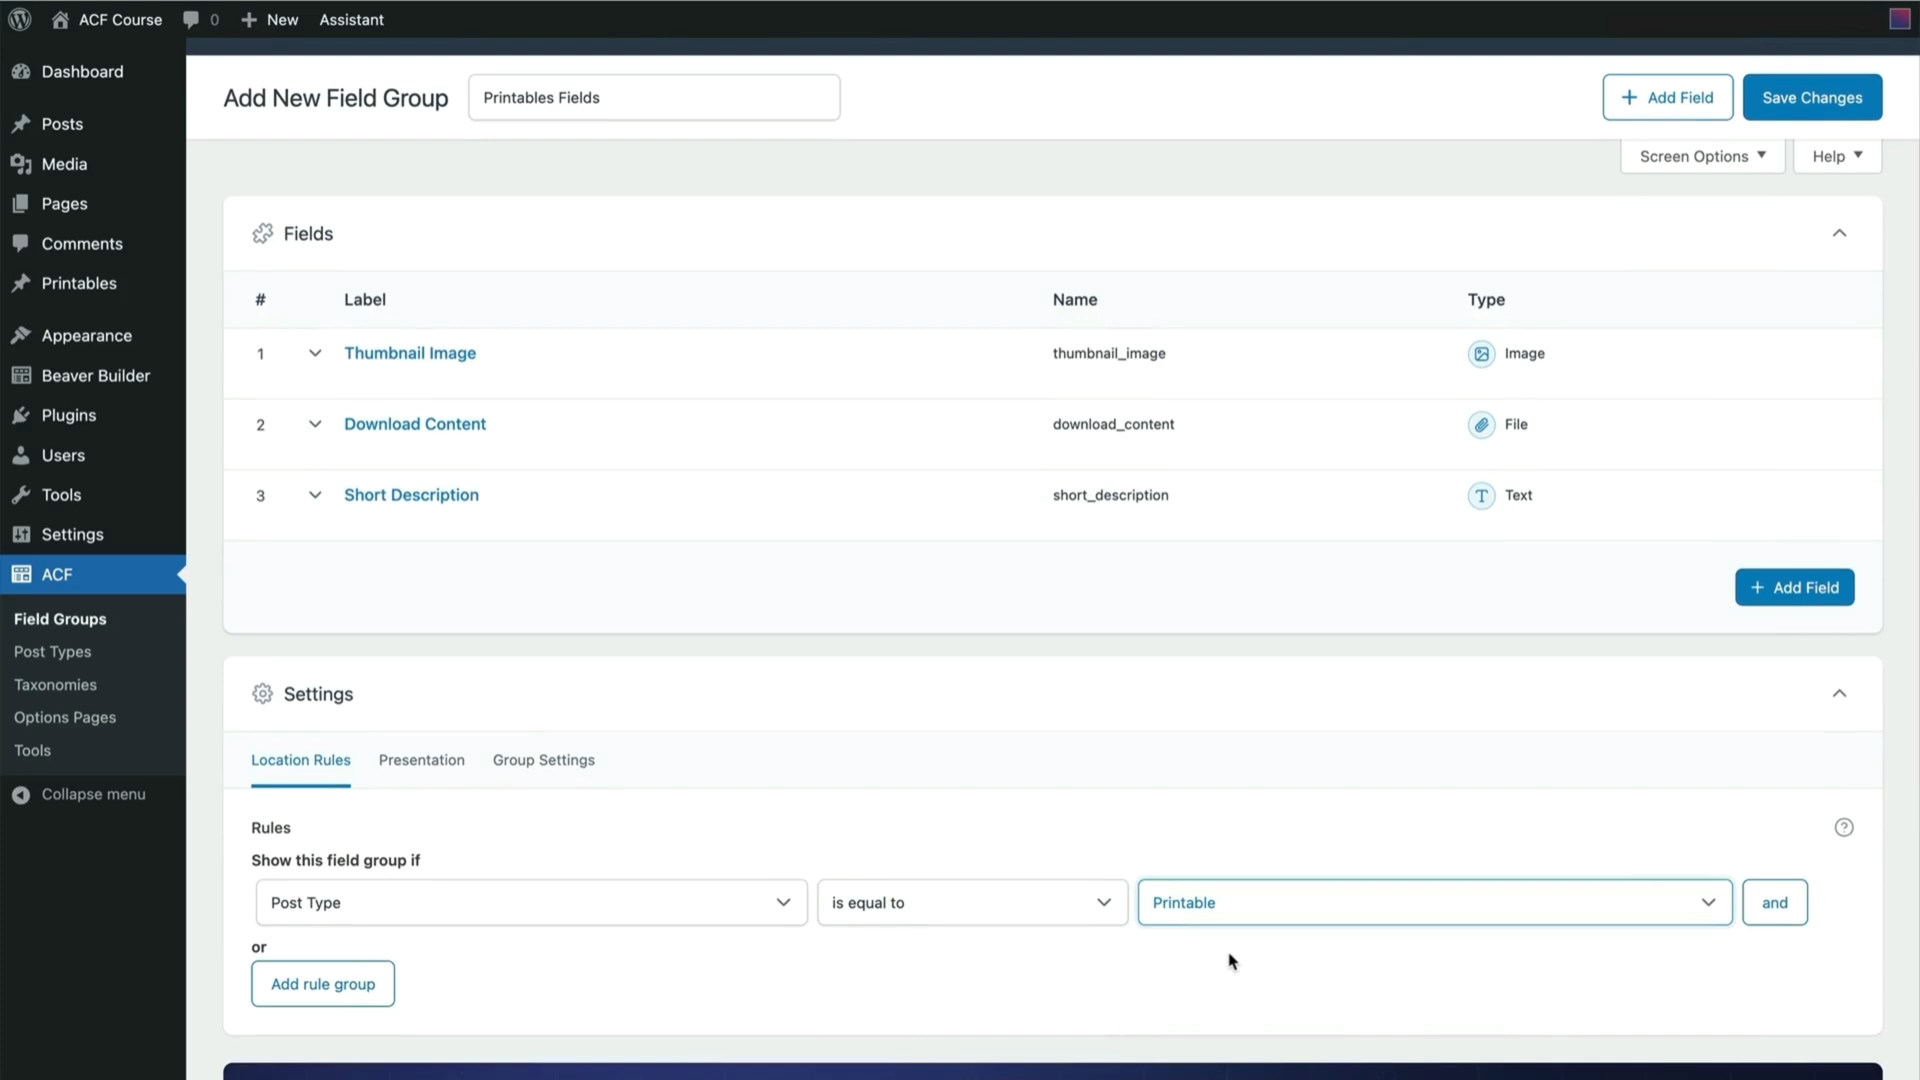 ACF Course 0 New Assistant
Dashboard
Posts
Media
Pages
Comments
Printables
Appearance
Beaver Builder
Plugins
Users
Tools
Settings
ACF
Field Groups
Post Types
Taxonomies
Options Pages
Tools
Collapse menu
Add New Field Group Printables Fields + Add Field Save Changes
Screen Options Help
Fields
# Label Name Type
1 Thumbnail Image thumbnail_image Image
2 Download Content download_content File
3 Short Description short_description Text
+ Add Field
Settings
Location Rules Presentation Group Settings
Rules
Show this field group if
Post Type is equal to Printable and
or
Add rule group